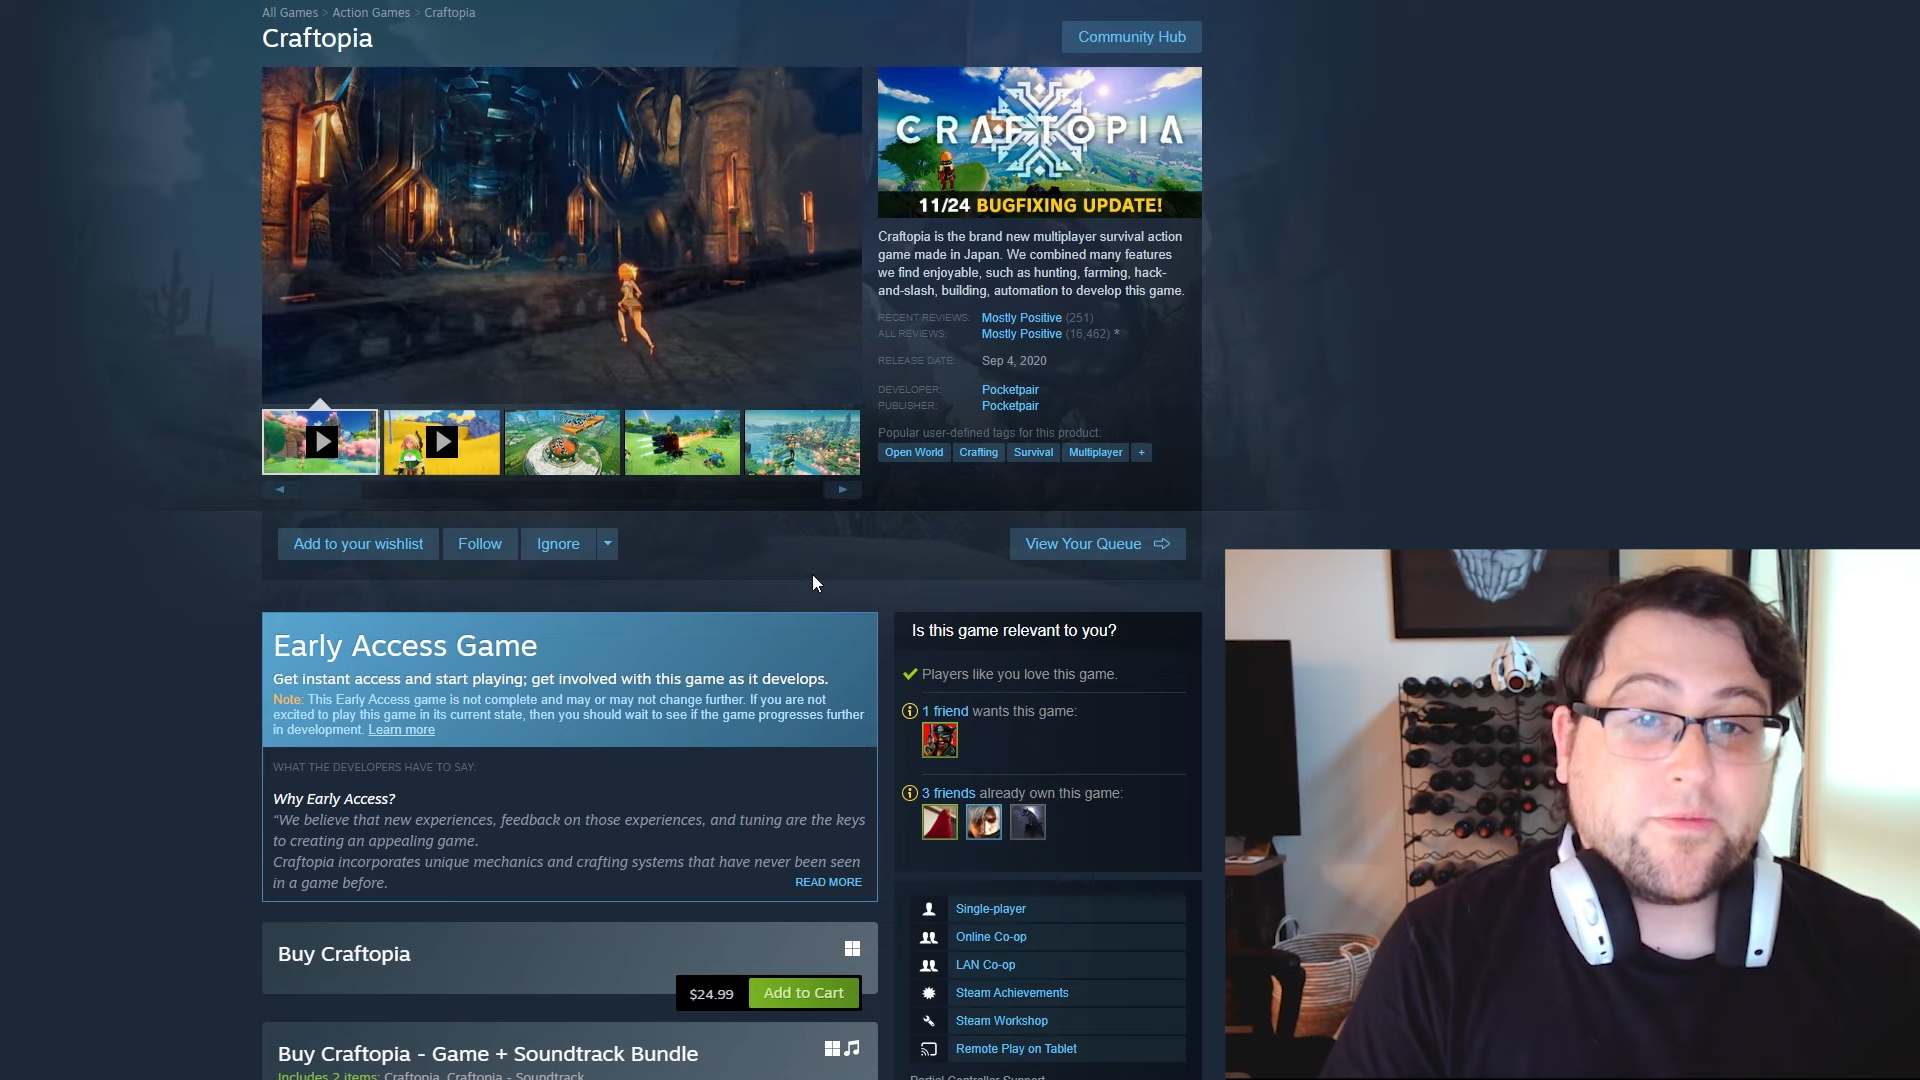 All Games > Action Games > Craftopia
Craftopia
Community Hub
CRAFTOPIA
11/24 BUGFIXING UPDATE!
Craftopia is the brand new multiplayer survival action
game made in Japan. We combined many features
we find enjoyable, such as hunting, farming, hack-
and-slash, building, automation to develop this game.
RECENT REVIEWS: Mostly Positive (251)
ALL REVIEWS: Mostly Positive (16,462) *
RELEASE DATE: Sep 4, 2020
DEVELOPER: Pocketpair
PUBLISHER: Pocketpair
Popular user-defined tags for this product:
Open World Crafting Survival Multiplayer +
Add to your wishlist Follow Ignore View Your Queue
Early Access Game
Get instant access and start playing; get involved with this game as it develops.
Note: This Early Access game is not complete and may or may not change further. If you are not
excited to play this game in its current state, then you should wait to see if the game progresses further
in development. Learn more
WHAT THE DEVELOPERS HAVE TO SAY:
Why Early Access?
“We believe that new experiences, feedback on those experiences, and tuning are the keys
to creating an appealing game.
Craftopia incorporates unique mechanics and crafting systems that have never been seen
in a game before.
READ MORE
Buy Craftopia
$24.99 Add to Cart
Buy Craftopia - Game + Soundtrack Bundle
Includes 2 items: Craftopia, Craftopia - Soundtrack
Is this game relevant to you?
Players like you love this game.
1 friend wants this game:
3 friends already own this game:
Single-player
Online Co-op
LAN Co-op
Steam Achievements
Steam Workshop
Remote Play on Tablet
Partial Controller Support